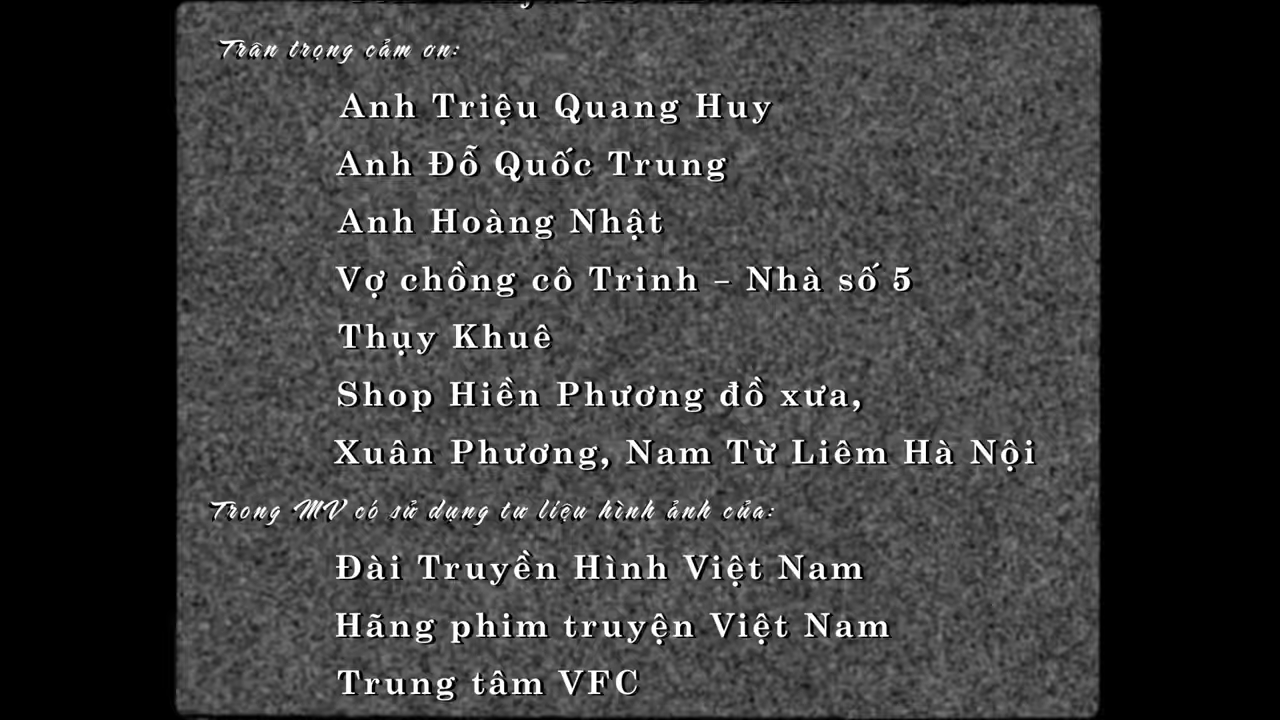 Trân trọng cảm ơn:
Anh Triệu Quang Huy
Anh Đỗ Quốc Trung
Anh Hoàng Nhật
Vợ chồng cô Trinh – Nhà số 5
Thụy Khuê
Shop Hiền Phương đồ xưa,
Xuân Phương, Nam Từ Liêm Hà Nội
Trong MV có sử dụng tư liệu hình ảnh của:
Đài Truyền Hình Việt Nam
Hãng phim truyện Việt Nam
Trung tâm VFC